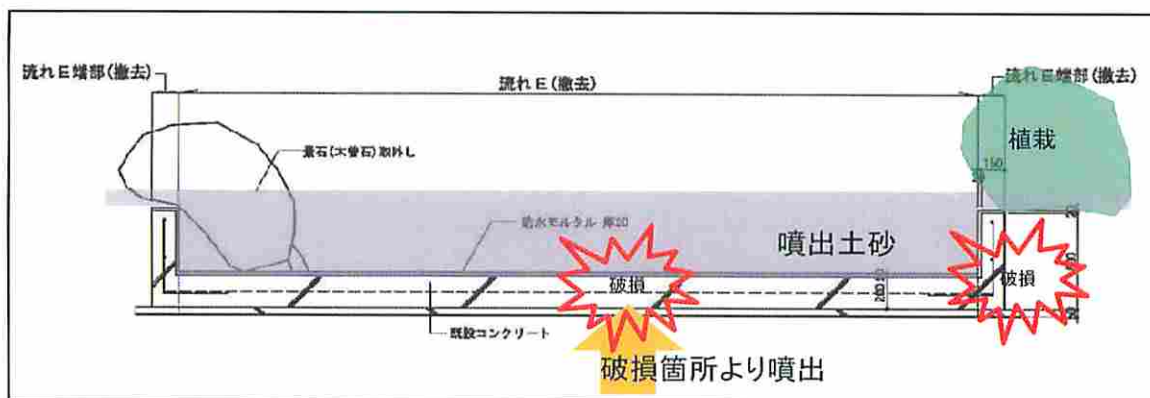 流れE端部(撤去)
流れE(撤去)
流れE端部(撤去)
植栽
景石(木曽石)取外し
150
防水モルタル 厚20
噴出土砂
破損
破損
200
既設コンクリート
破損箇所より噴出